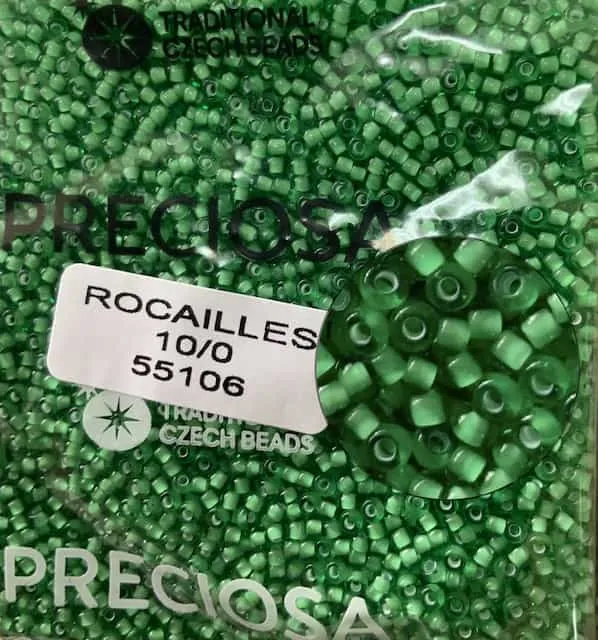 TRADITIONAL
CZECH BEADS
PRECIOSA
ROCAILLES
10/0
55106
TRADITIONAL
CZECH BEADS
PRECIOSA